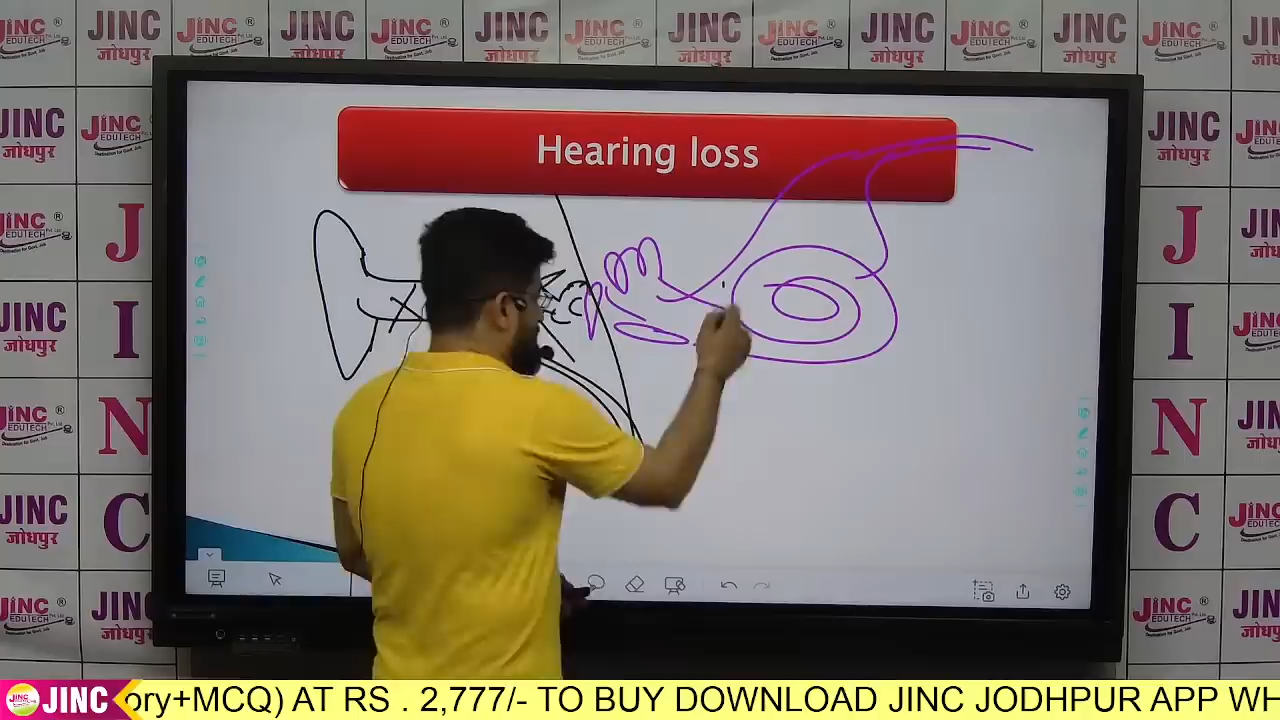 JINC
जोधपुर
JINC
EDUTECH
Hearing loss
J
I
N
C
J
I
N
C
JINC
ory+MCQ) AT RS . 2,777/- TO BUY DOWNLOAD JINC JODHPUR APP WH